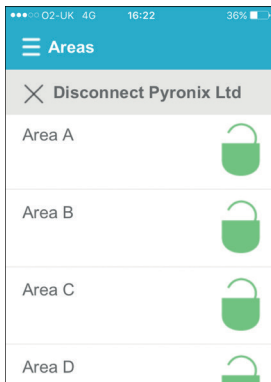 O2-UK 4G 16:22 36%
Areas
Disconnect Pyronix Ltd
Area A
Area B
Area C
Area D